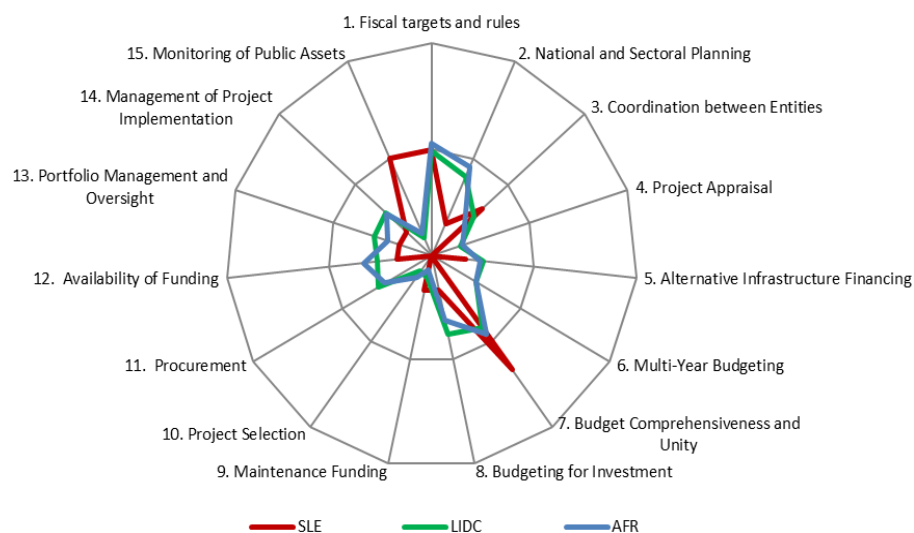 1. Fiscal targets and rules
2. National and Sectoral Planning
3. Coordination between Entities
4. Project Appraisal
5. Alternative Infrastructure Financing
6. Multi-Year Budgeting
7. Budget Comprehensiveness and
Unity
8. Budgeting for Investment
9. Maintenance Funding
10. Project Selection
11. Procurement
12. Availability of Funding
13. Portfolio Management and
Oversight
14. Management of Project
Implementation
15. Monitoring of Public Assets
SLE
LIDC
AFR